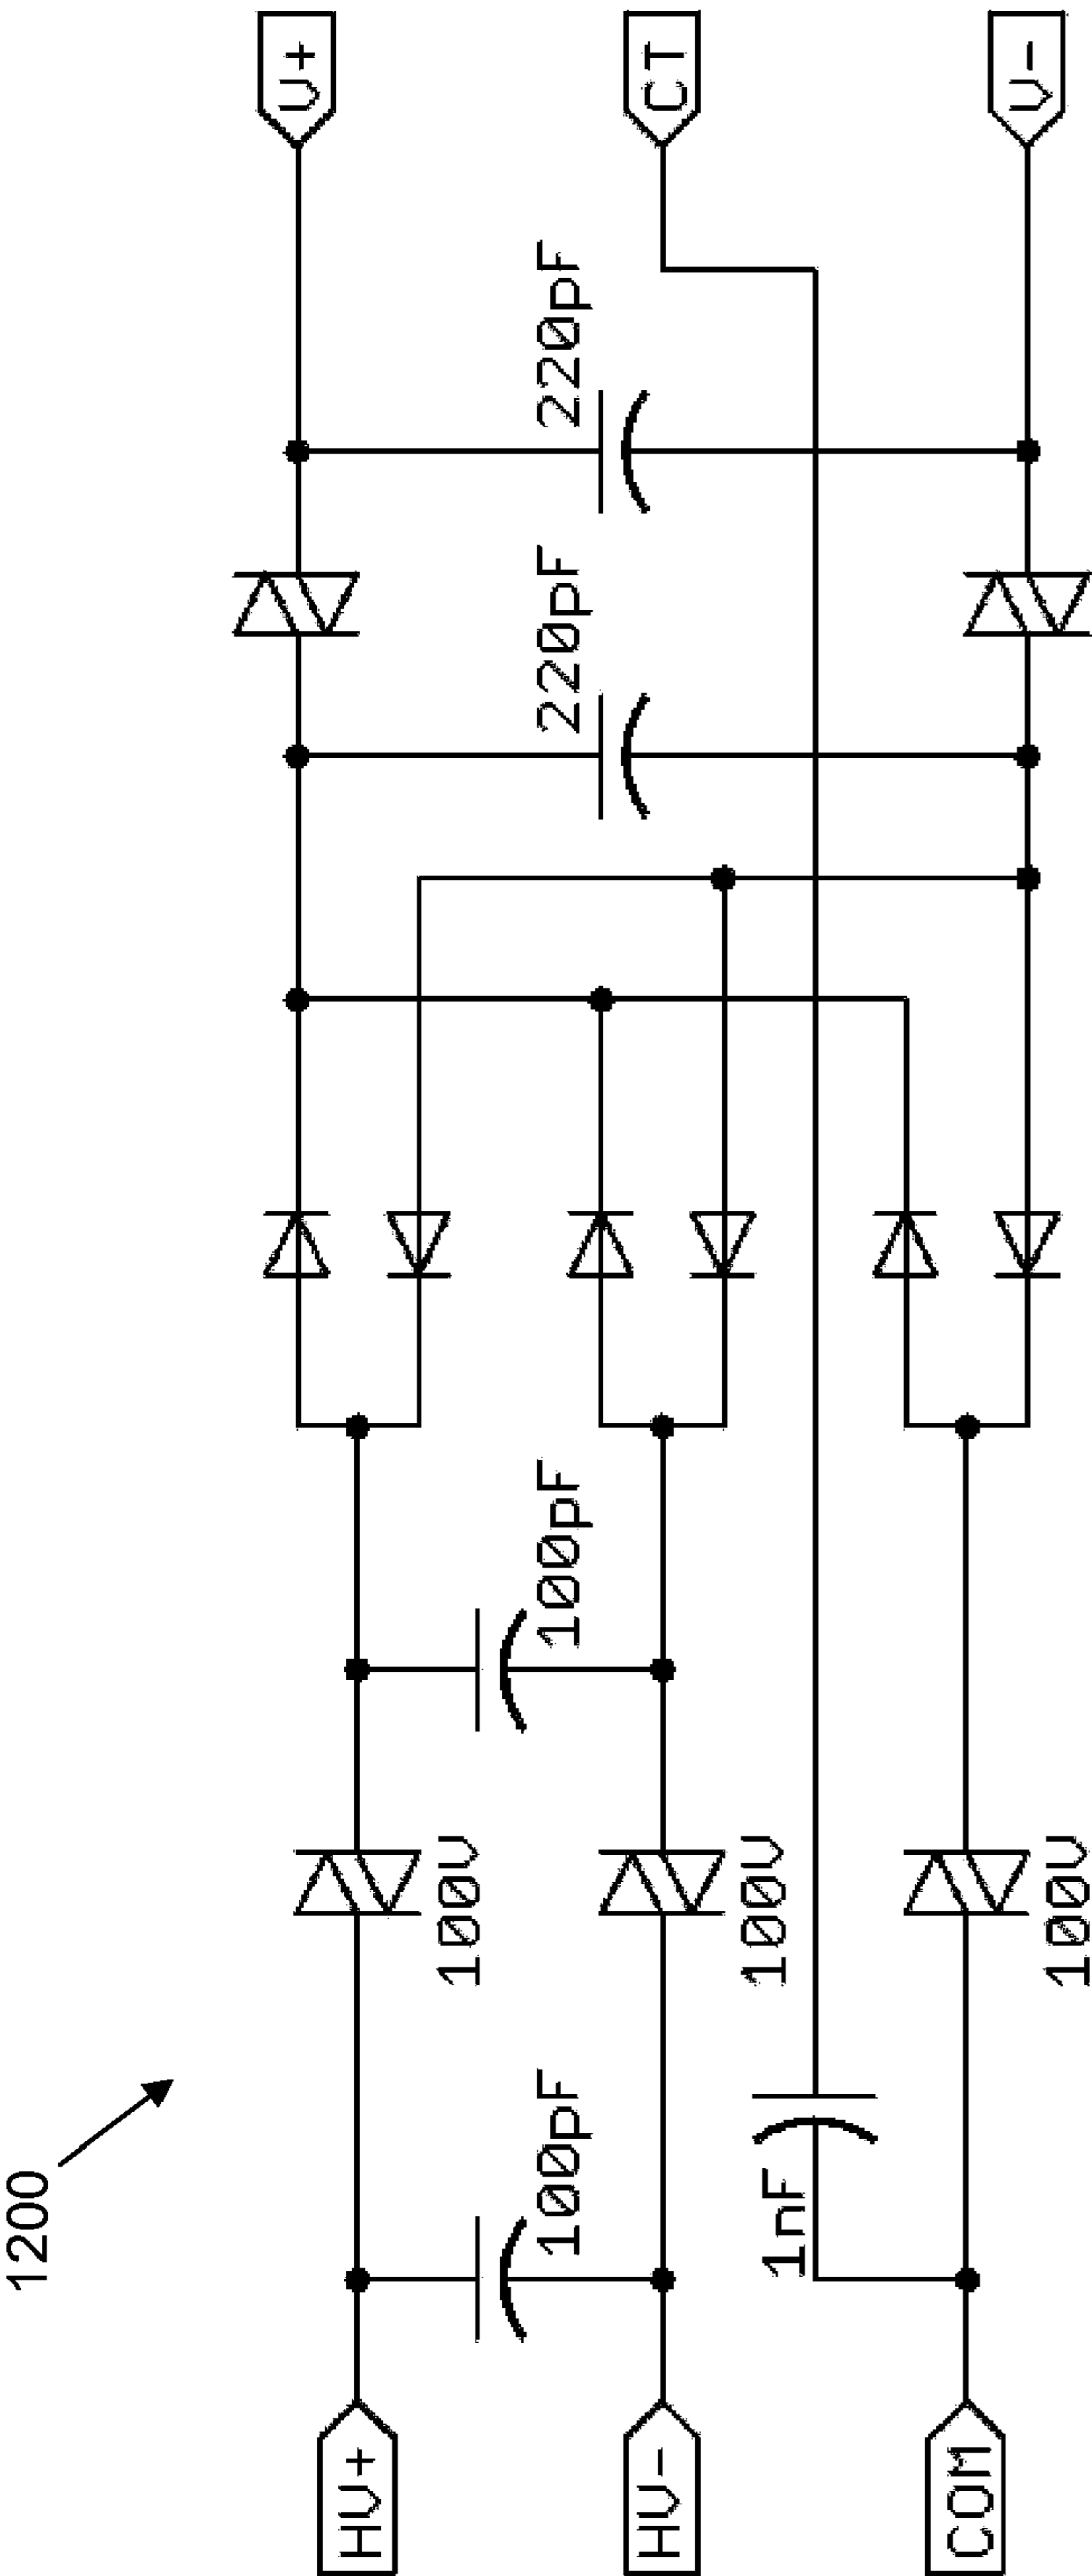 1200
HV+
HV-
COM
100pF
1nF
100V
100V
100V
100pF
220pF
220pF
V+
CT
V-